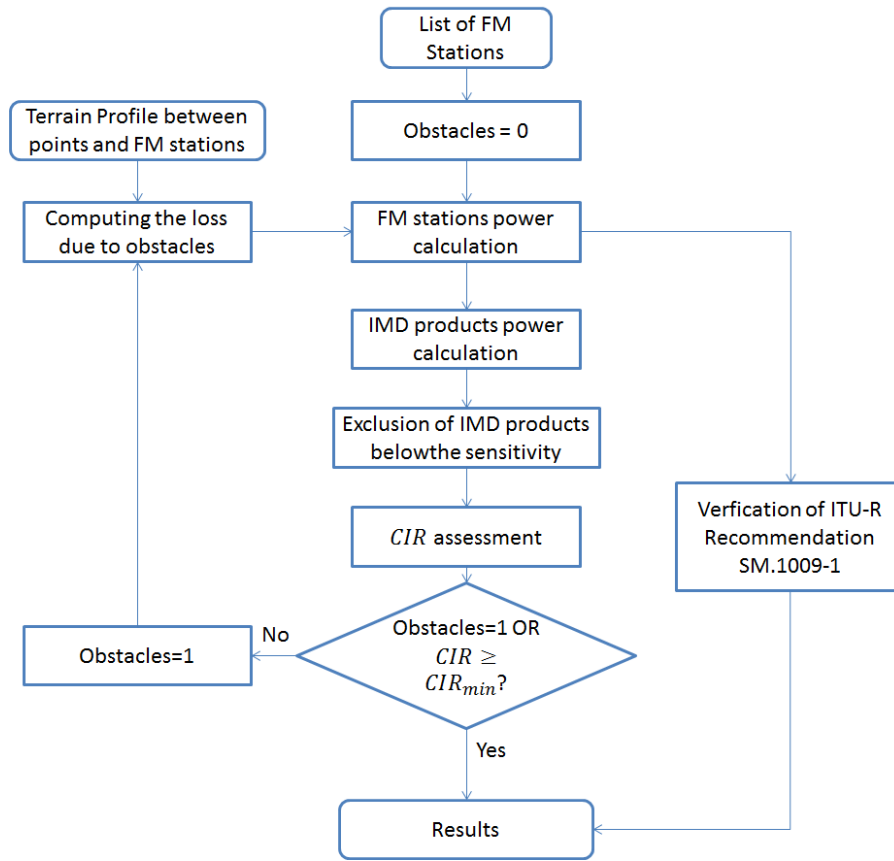 List of FM
Stations
Obstacles = 0
Terrain Profile between
points and FM stations
Computing the loss
due to obstacles
FM stations power
calculation
IMD products power
calculation
Exclusion of IMD products
belowthe sensitivity
CIR assessment
Verfication of ITU-R
Recommendation
SM.1009-1
Obstacles=1 OR
CIR ≥
CIR_min?
No
Obstacles=1
Yes
Results